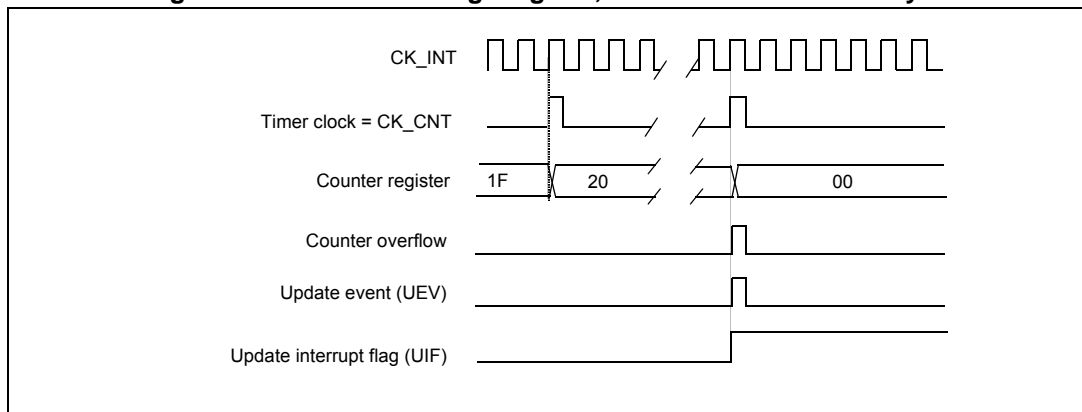 CK_INT
Timer clock = CK_CNT
Counter register 1F 20 00
Counter overflow
Update event (UEV)
Update interrupt flag (UIF)